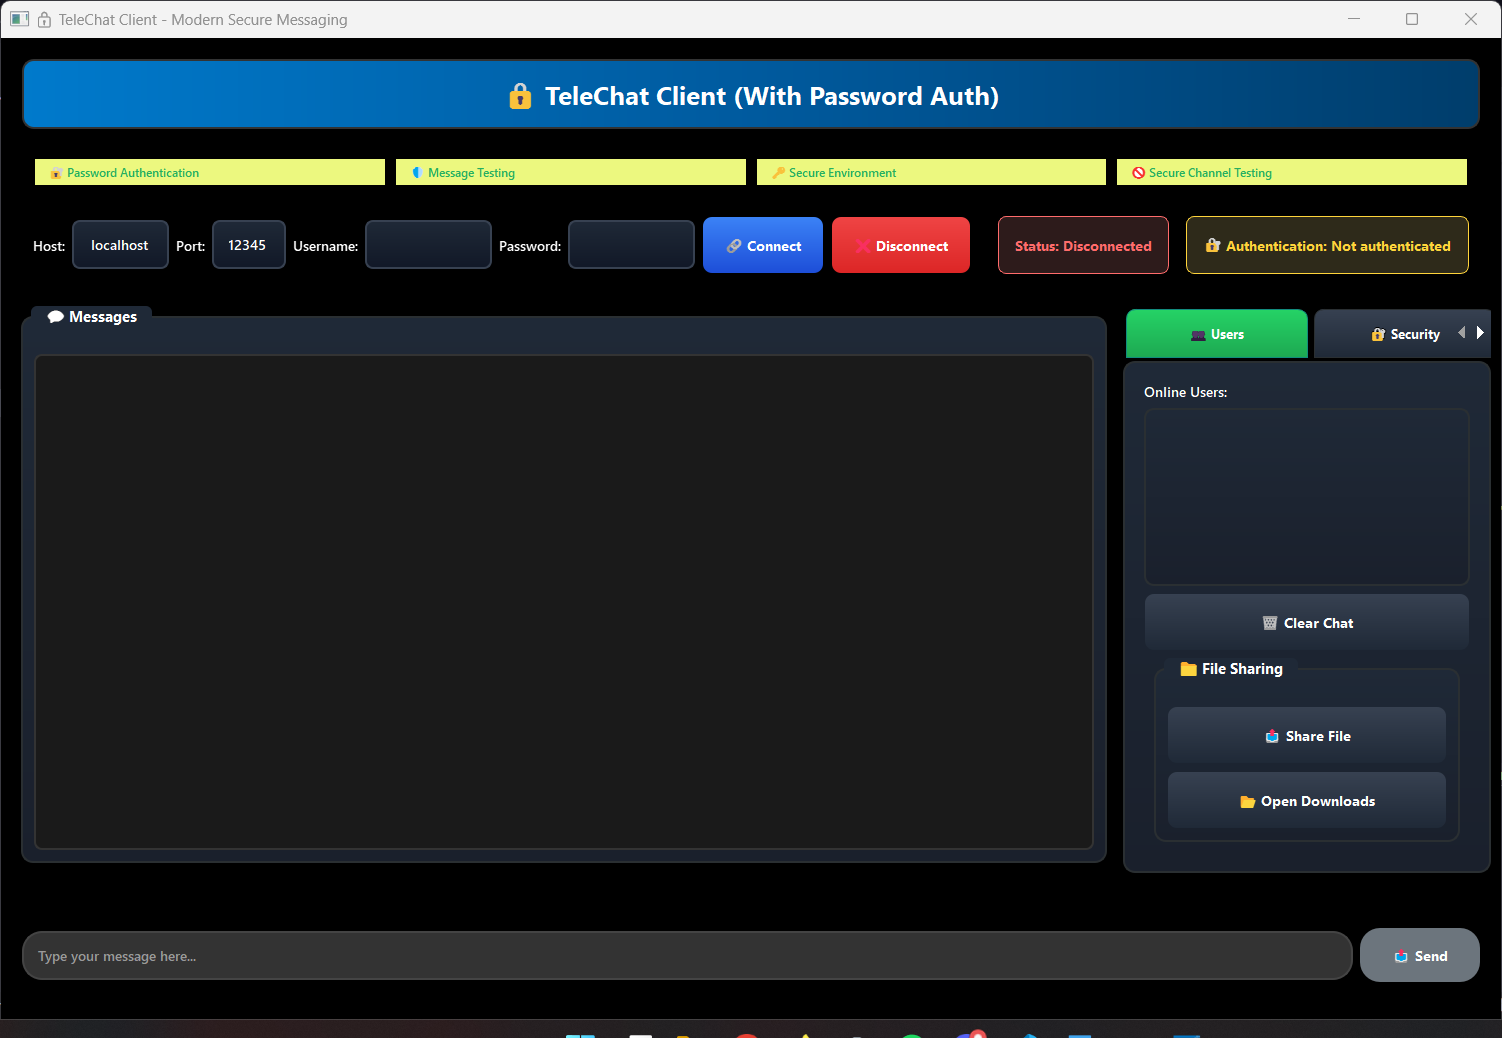 TeleChat Client - Modern Secure Messaging
TeleChat Client (With Password Auth)
Password Authentication
Message Testing
Secure Environment
Secure Channel Testing
Host: localhost Port: 12345 Username: Password: Connect Disconnect Status: Disconnected Authentication: Not authenticated
Messages
Users
Security
Online Users:
Clear Chat
File Sharing
Share File
Open Downloads
Type your message here...
Send